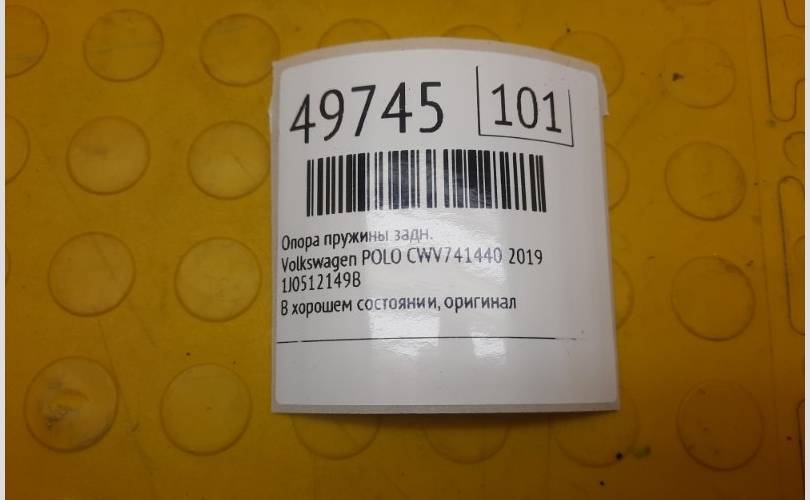 49745 101
Опора пружины задн.
Volkswagen POLO CWV741440 2019
1J0512149B
В хорошем состоянии, оригинал